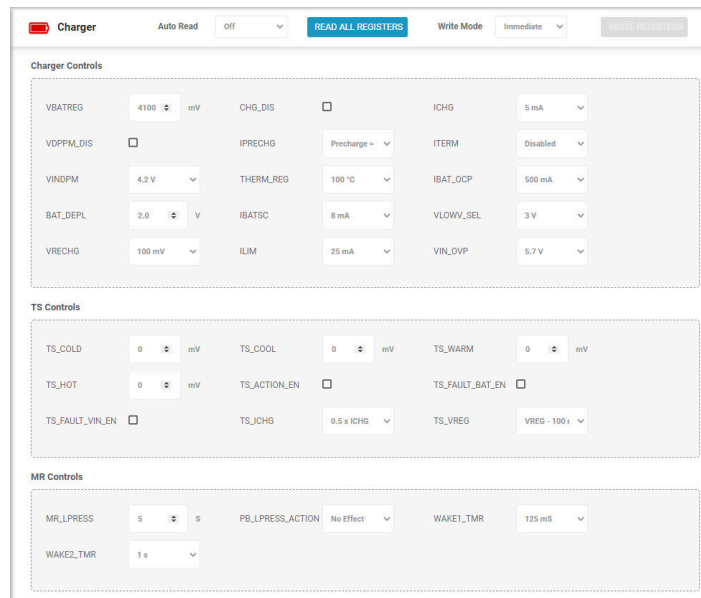 Charger Auto Read Off READ ALL REGISTERS Write Mode Immediate WRITE REGISTERS
Charger Controls
VBATREG 4100 mV CHG_DIS ICHG 5 mA
VDPPM_DIS IPRECHG Precharge = ITERM Disabled
VINDPM 4.2 V THERM_REG 100 °C IBAT_OCP 500 mA
BAT_DEPL 2.0 V IBATSC 8 mA VLOWV_SEL 3 V
VRECHG 100 mV ILIM 25 mA VIN_OVP 5.7 V
TS Controls
TS_COLD 0 mV TS_COOL 0 mV TS_WARM 0 mV
TS_HOT 0 mV TS_ACTION_EN TS_FAULT_BAT_EN
TS_FAULT_VIN_EN TS_ICHG 0.5 x ICHG TS_VREG VREG - 100
MR Controls
MR_LPRESS 5 S PB_LPRESS_ACTION No Effect WAKE1_TMR 125 mS
WAKE2_TMR 1 s